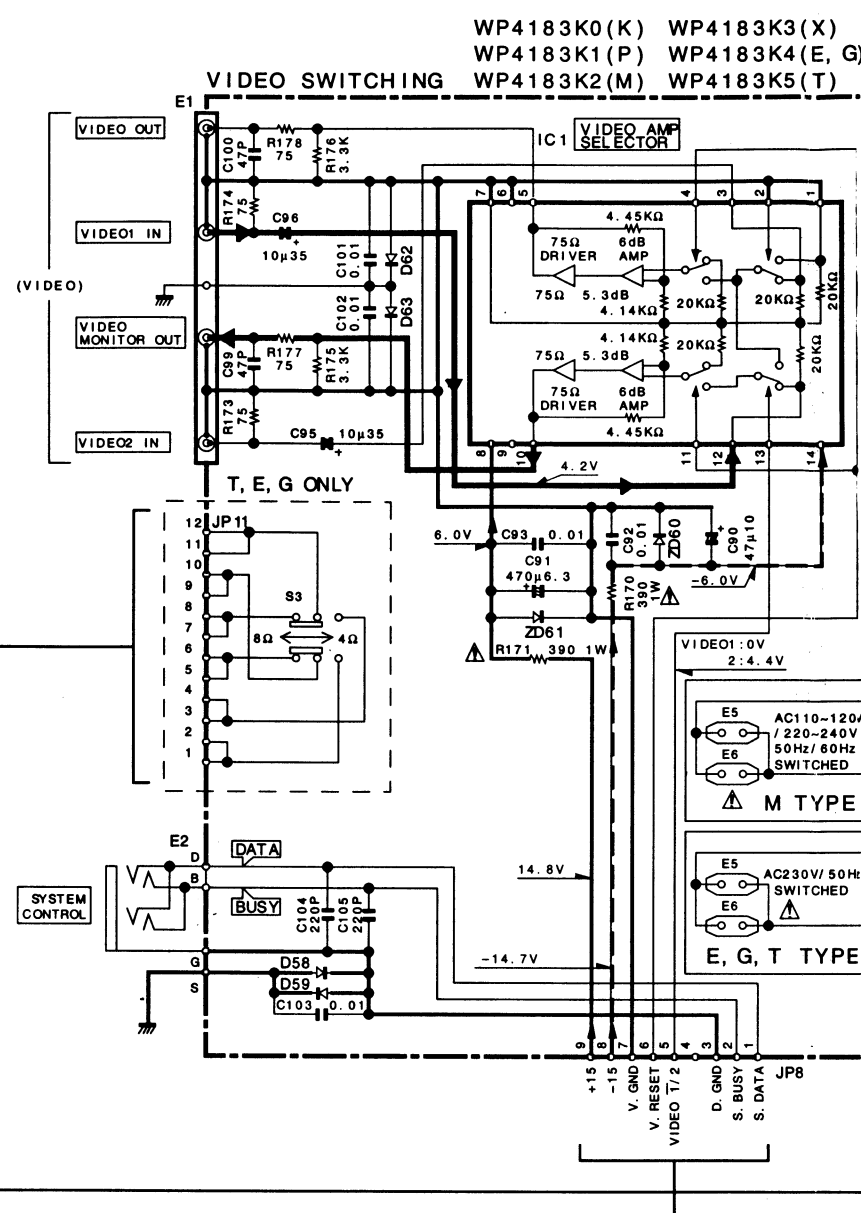 WP4183K0(K) WP4183K3(X)
WP4183K1(P) WP4183K4(E, G)
VIDEO SWITCHING WP4183K2(M) WP4183K5(T)
E1
VIDEO OUT
C100
47P
R178
75
R176
3.3K
IC1
VIDEO AMP
SELECTOR
7 6 5 4 3 2 1
R174
75
C96
10µ35
+
VIDEO1 IN
C101
0.01
D62
4.45KΩ
75Ω
DRIVER
6dB
AMP
75Ω
5.3dB
4.14KΩ
20KΩ
20KΩ
20KΩ
(VIDEO)
C102
0.01
D63
VIDEO
MONITOR OUT
C99
47P
R177
75
R175
3.3K
4.14KΩ
20KΩ
20KΩ
75Ω
5.3dB
75Ω
DRIVER
6dB
AMP
4.45KΩ
R173
75
C95
10µ35
+
VIDEO2 IN
8 9 10 11 12 13 14
4.2V
T, E, G ONLY
12
JP11
11
10
9
8
7
6
5
4
3
2
1
S3
8Ω
4Ω
6.0V
C93
0.01
C91
470µ6.3
+
ZD61
C92
0.01
ZD60
C90
47µ10
+
R170
390
1W
-6.0V
R171 390 1W
VIDEO1:0V
2:4.4V
E5
E6
AC110~120
/ 220~240V
50Hz/ 60Hz
SWITCHED
M TYPE
E2
D
B
G
S
DATA
BUSY
SYSTEM
CONTROL
C104
220P
C105
220P
14.8V
-14.7V
E5
E6
AC230V/ 50Hz
SWITCHED
E, G, T TYPE
D58
D59
C103
0.01
9 8 7 6 5 4 3 2 1
JP8
+15
-15
V. GND
V. RESET
VIDEO 1̅/ 2
D. GND
S. BUSY
S. DATA